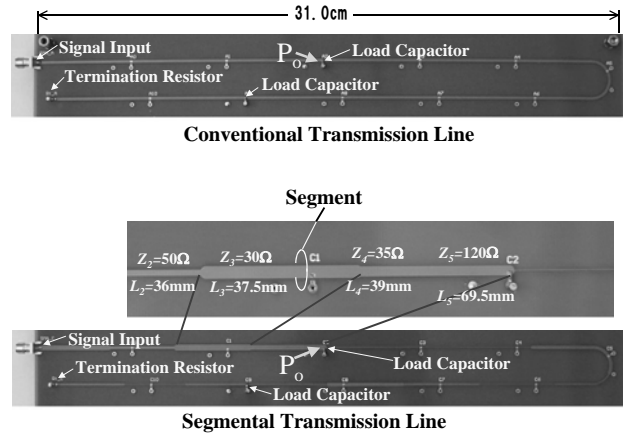 31.0cm
Signal Input
P₀
Load Capacitor
Termination Resistor
Load Capacitor
Conventional Transmission Line
Segment
Z₂=50Ω
Z₃=30Ω
C1
Z₄=35Ω
Z₅=120Ω
C2
L₂=36mm
L₃=37.5mm
L₄=39mm
L₅=69.5mm
Signal Input
P₀
Load Capacitor
Termination Resistor
Load Capacitor
Segmental Transmission Line